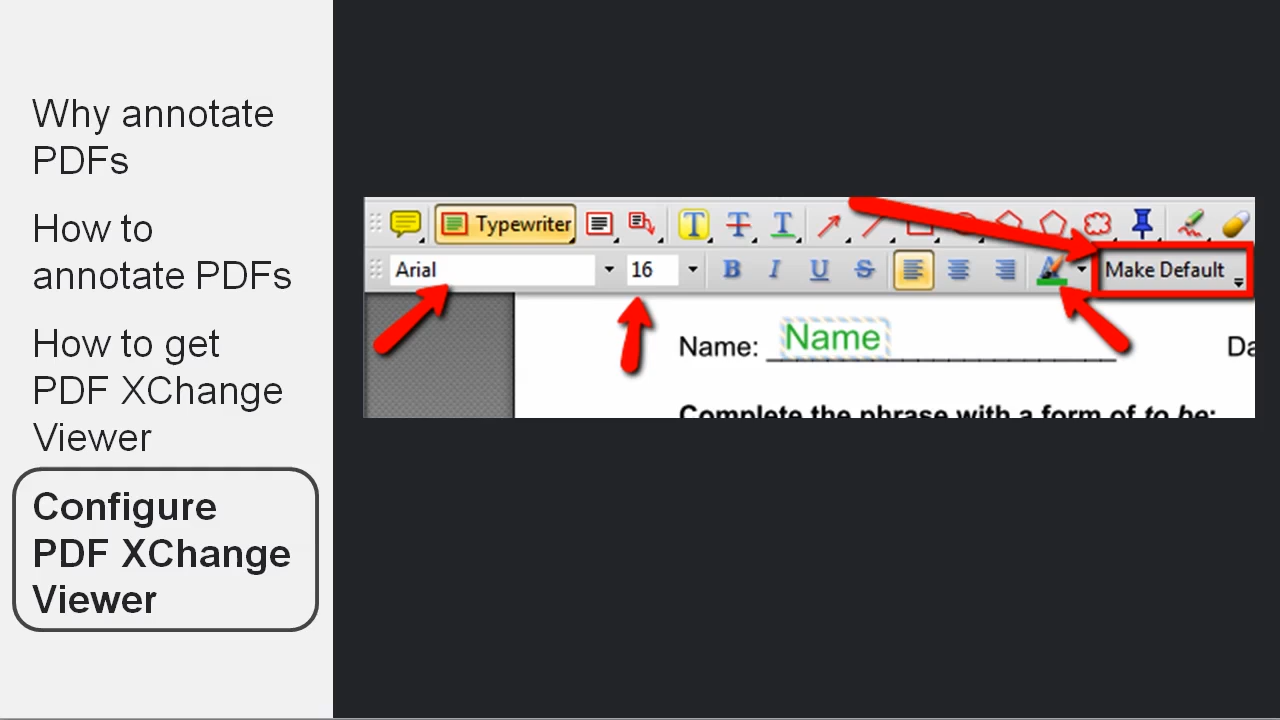 Why annotate
PDFs
How to
annotate PDFs
How to get
PDF XChange
Viewer
Configure
PDF XChange
Viewer
Typewriter
T T T
Arial 16 B I U S Make Default
Name: Name Da
Complete the phrase with a form of to be: